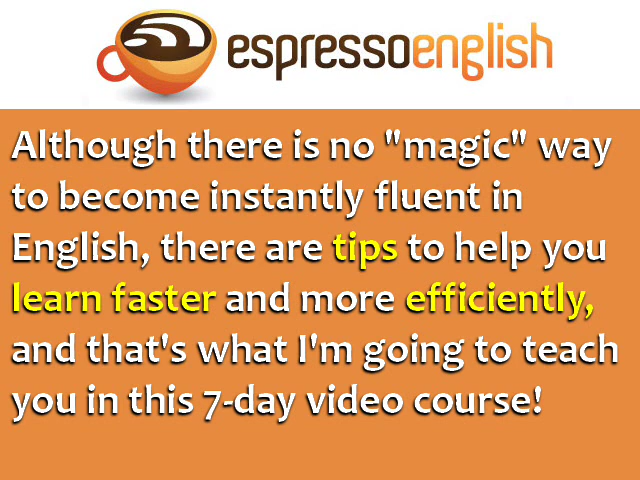 espressoenglish
Although there is no "magic" way
to become instantly fluent in
English, there are tips to help you
learn faster and more efficiently,
and that's what I'm going to teach
you in this 7-day video course!